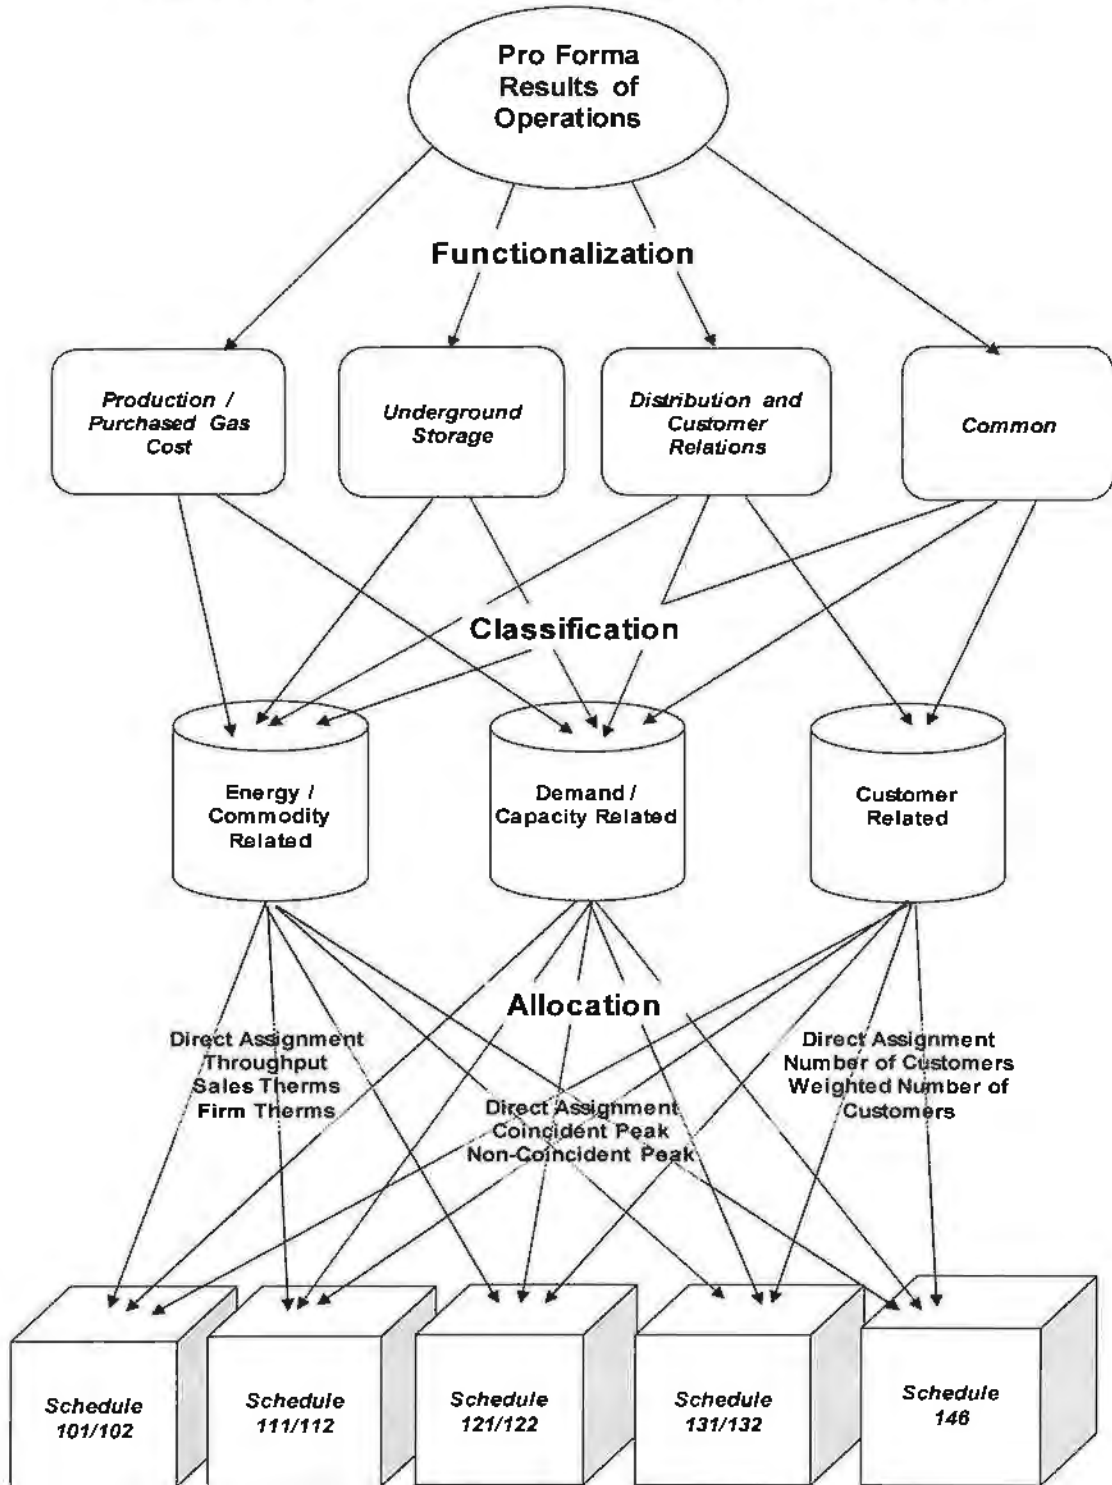 Pro Forma
Results of
Operations
Functionalization
Production /
Purchased Gas
Cost
Underground
Storage
Distribution and
Customer
Relations
Common
Classification
Energy /
Commodity
Related
Demand /
Capacity Related
Customer
Related
Allocation
Direct Assignment
Throughput
Sales Therms
Firm Therms
Direct Assignment
Coincident Peak
Non-Coincident Peak
Direct Assignment
Number of Customers
Weighted Number of
Customers
Schedule
101/102
Schedule
111/112
Schedule
121/122
Schedule
131/132
Schedule
146